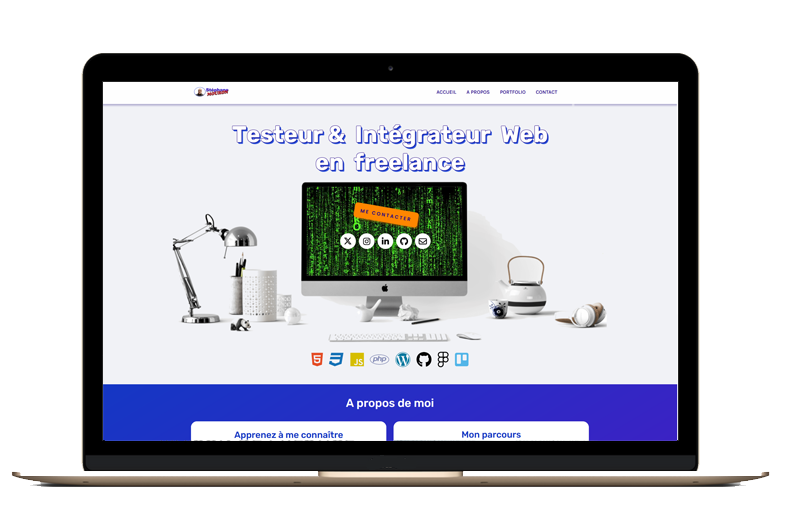 Stéphane
ACCUEIL A PROPOS PORTFOLIO CONTACT
Testeur & Intégrateur Web
en freelance
ME CONTACTER
JS
php
A propos de moi
Apprenez à me connaître
Mon parcours